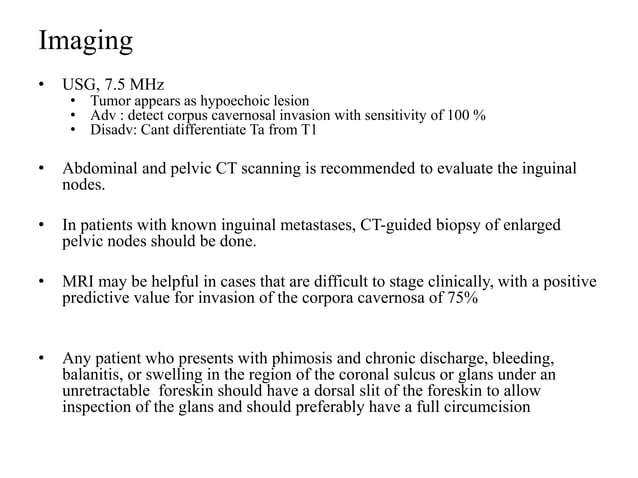 Imaging
• USG, 7.5 MHz
• Tumor appears as hypoechoic lesion
• Adv : detect corpus cavernosal invasion with sensitivity of 100 %
• Disadv: Cant differentiate Ta from T1
• Abdominal and pelvic CT scanning is recommended to evaluate the inguinal
nodes.
• In patients with known inguinal metastases, CT-guided biopsy of enlarged
pelvic nodes should be done.
• MRI may be helpful in cases that are difficult to stage clinically, with a positive
predictive value for invasion of the corpora cavernosa of 75%
• Any patient who presents with phimosis and chronic discharge, bleeding,
balanitis, or swelling in the region of the coronal sulcus or glans under an
unretractable  foreskin should have a dorsal slit of the foreskin to allow
inspection of the glans and should preferably have a full circumcision